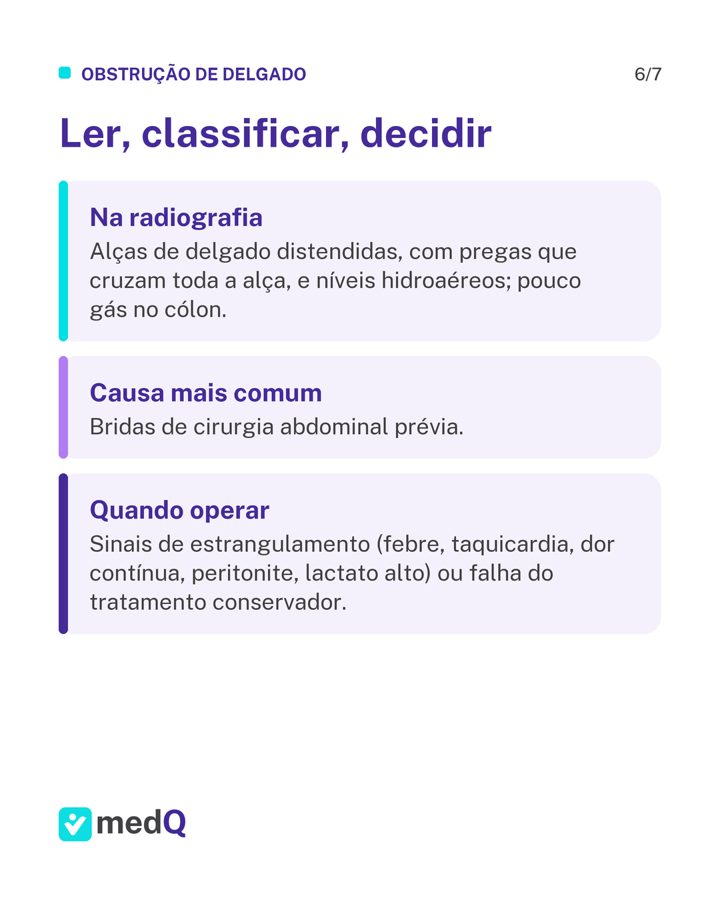 OBSTRUÇÃO DE DELGADO
6/7
Ler, classificar, decidir
Na radiografia
Alças de delgado distendidas, com pregas que
cruzam toda a alça, e níveis hidroaéreos; pouco
gás no cólon.
Causa mais comum
Bridas de cirurgia abdominal prévia.
Quando operar
Sinais de estrangulamento (febre, taquicardia, dor
contínua, peritonite, lactato alto) ou falha do
tratamento conservador.
medQ